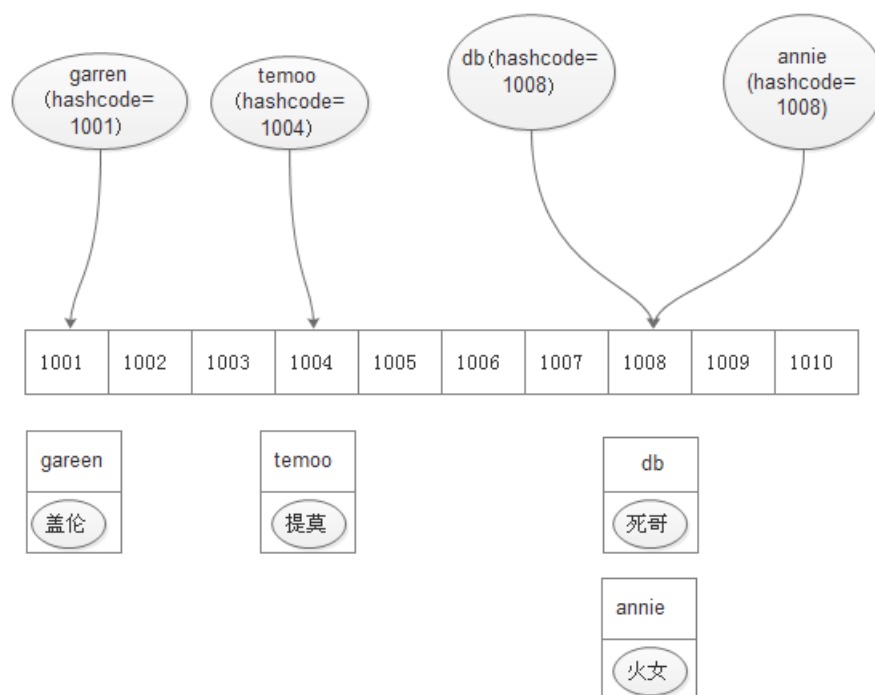 garren
(hashcode=
1001)
temoo
(hashcode=
1004)
db(hashcode=
1008)
annie
(hashcode=
1008)
1001 1002 1003 1004 1005 1006 1007 1008 1009 1010
gareen
盖伦
temoo
提莫
db
死哥
annie
火女